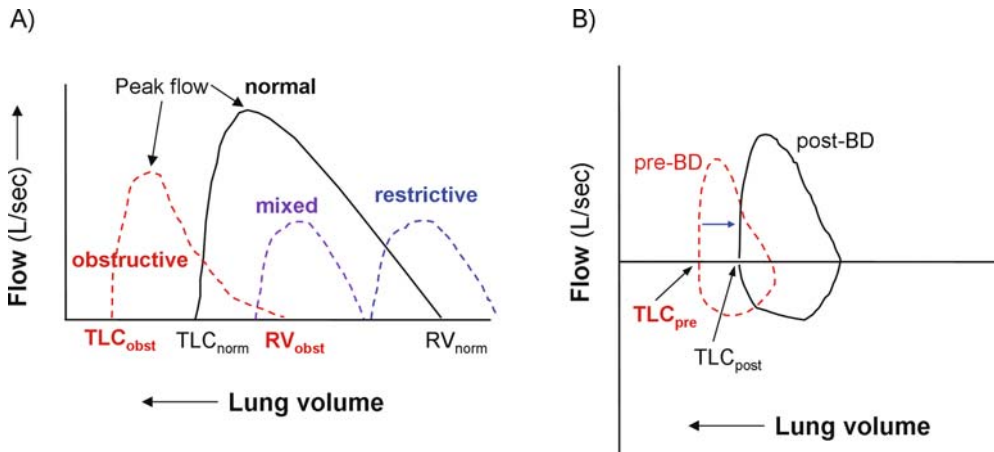 A)
Peak flow
normal
mixed
restrictive
obstructive
Flow (L/sec)
TLCobst
TLCnorm
RVobst
RVnorm
Lung volume
B)
pre-BD
post-BD
Flow (L/sec)
TLCpre
TLCpost
Lung volume